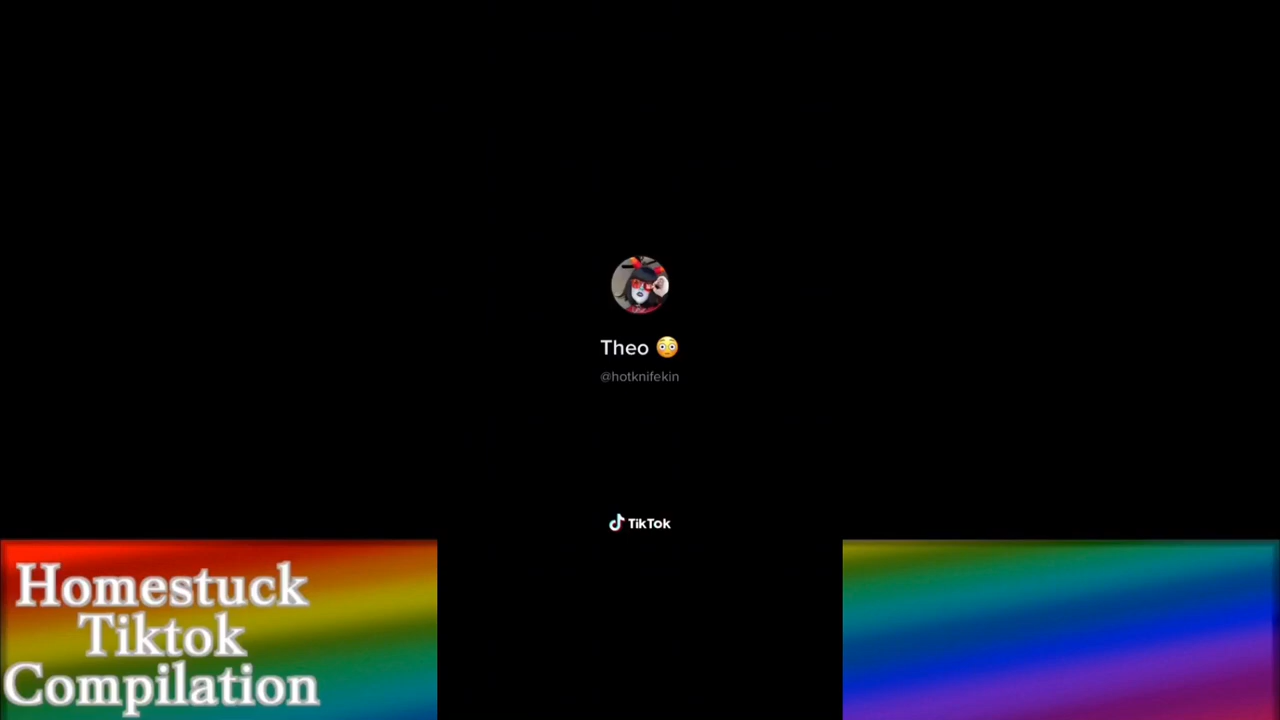 Theo 😳
@hotknifekin
TikTok
Homestuck
Tiktok
Compilation